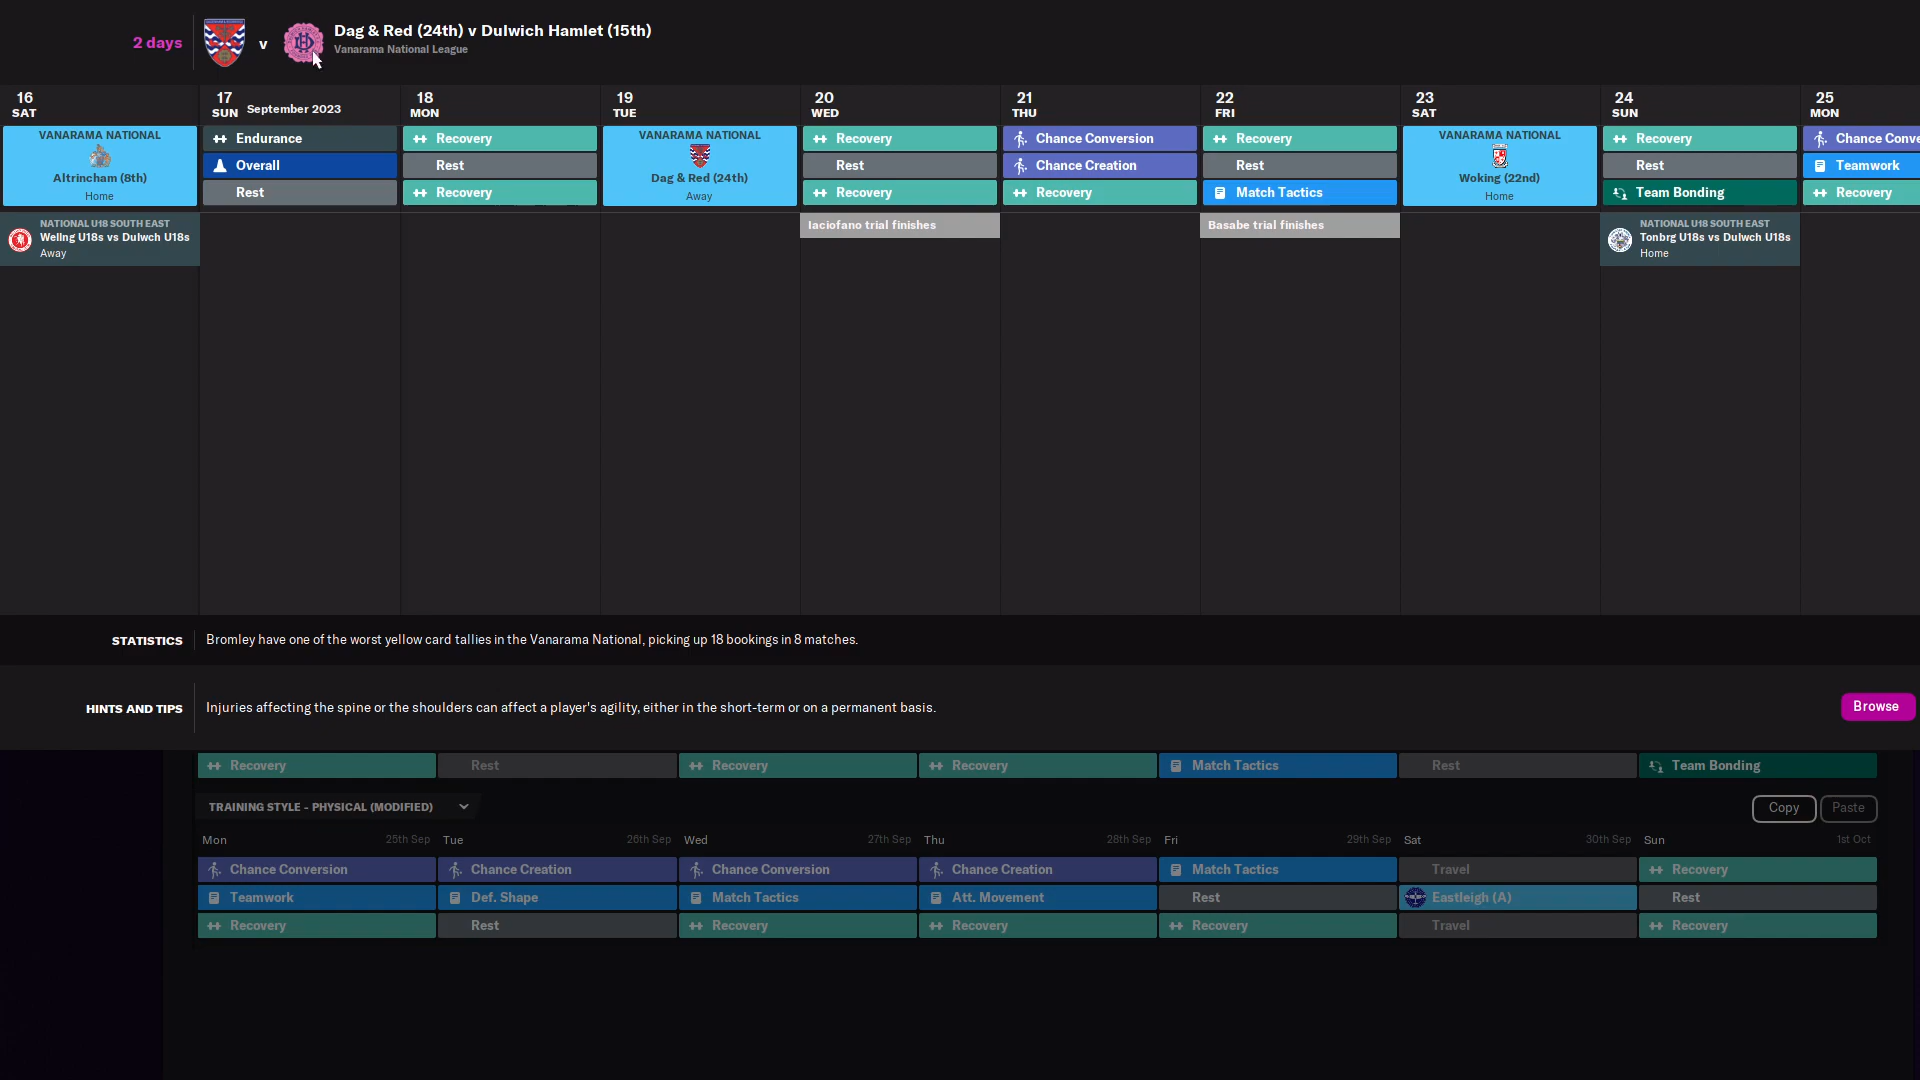 2 days
v
Dag & Red (24th) v Dulwich Hamlet (15th)
Vanarama National League
16
SAT
17
SUN September 2023
18
MON
19
TUE
20
WED
21
THU
22
FRI
23
SAT
24
SUN
25
MON
VANARAMA NATIONAL
Altrincham (8th)
Home
Endurance
Overall
Rest
Recovery
Rest
Recovery
VANARAMA NATIONAL
Dag & Red (24th)
Away
Recovery
Rest
Recovery
Chance Conversion
Chance Creation
Recovery
Recovery
Rest
Match Tactics
VANARAMA NATIONAL
Woking (22nd)
Home
Recovery
Rest
Team Bonding
Chance Conve
Teamwork
Recovery
NATIONAL U18 SOUTH EAST
Wellng U18s vs Dulwch U18s
Away
Iaciofano trial finishes
Basabe trial finishes
NATIONAL U18 SOUTH EAST
Tonbrg U18s vs Dulwch U18s
Home
STATISTICS
Bromley have one of the worst yellow card tallies in the Vanarama National, picking up 18 bookings in 8 matches.
HINTS AND TIPS
Injuries affecting the spine or the shoulders can affect a player's agility, either in the short-term or on a permanent basis.
Browse
Recovery
Rest
Recovery
Recovery
Match Tactics
Rest
Team Bonding
TRAINING STYLE - PHYSICAL (MODIFIED)
Copy
Paste
Mon 25th Sep
Tue 26th Sep
Wed 27th Sep
Thu 28th Sep
Fri 29th Sep
Sat 30th Sep
Sun 1st Oct
Chance Conversion
Chance Creation
Chance Conversion
Chance Creation
Match Tactics
Travel
Recovery
Teamwork
Def. Shape
Match Tactics
Att. Movement
Rest
Eastleigh (A)
Rest
Recovery
Rest
Recovery
Recovery
Recovery
Travel
Recovery